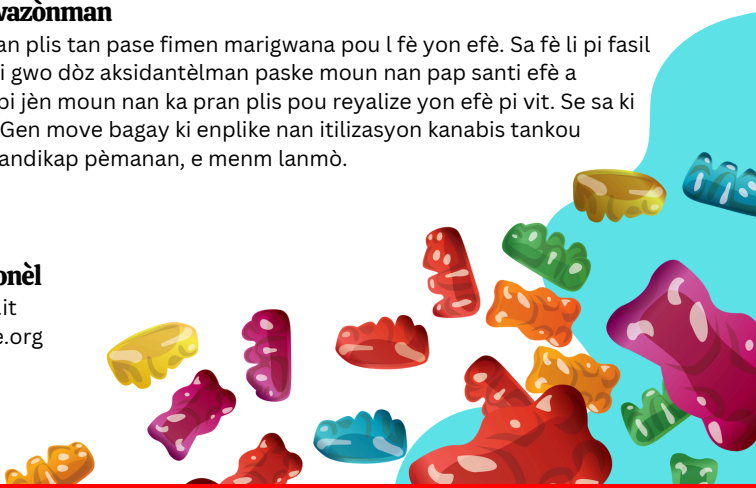 vazònman
an plis tan pase fimen marigwana pou l fè yon efè. Sa fè li pi fasil
i gwo dòz aksidantèlman paske moun nan pap santi efè a
pi jèn moun nan ka pran plis pou reyalize yon efè pi vit. Se sa ki
Gen move bagay ki enplike nan itilizasyon kanabis tankou
andikap pèmanan, e menm lanmò.
onèl
.it
e.org